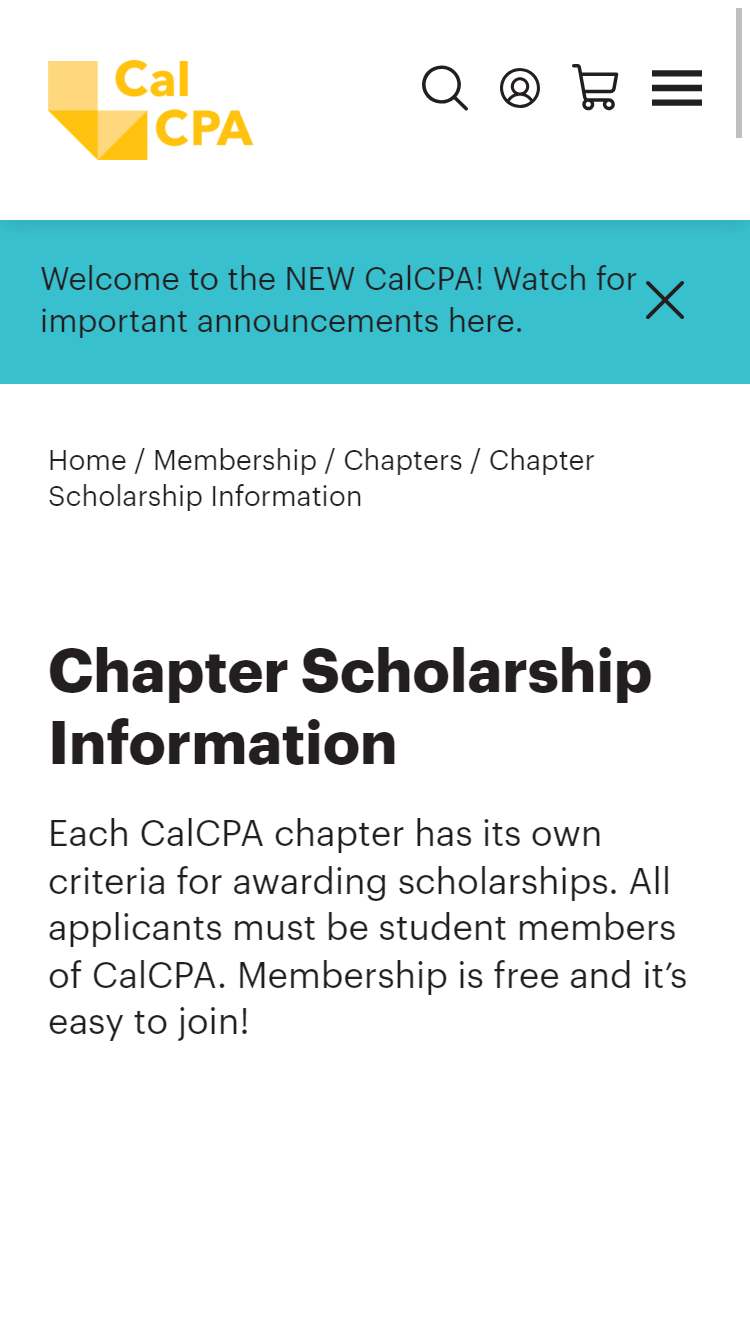 Cal
CPA
Welcome to the NEW CalCPA! Watch for
important announcements here.
Home / Membership / Chapters / Chapter
Scholarship Information
Chapter Scholarship
Information
Each CalCPA chapter has its own
criteria for awarding scholarships. All
applicants must be student members
of CalCPA. Membership is free and it’s
easy to join!